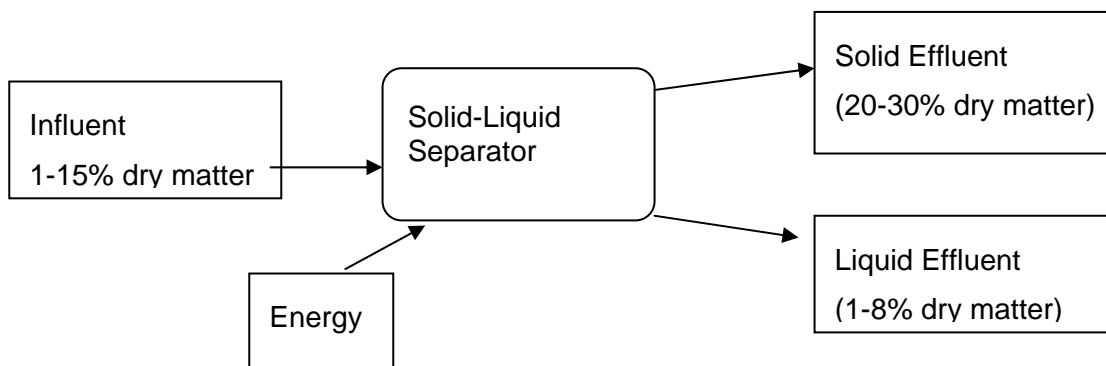 Influent
1-15% dry matter
Energy
Solid-Liquid
Separator
Solid Effluent
(20-30% dry matter)
Liquid Effluent
(1-8% dry matter)